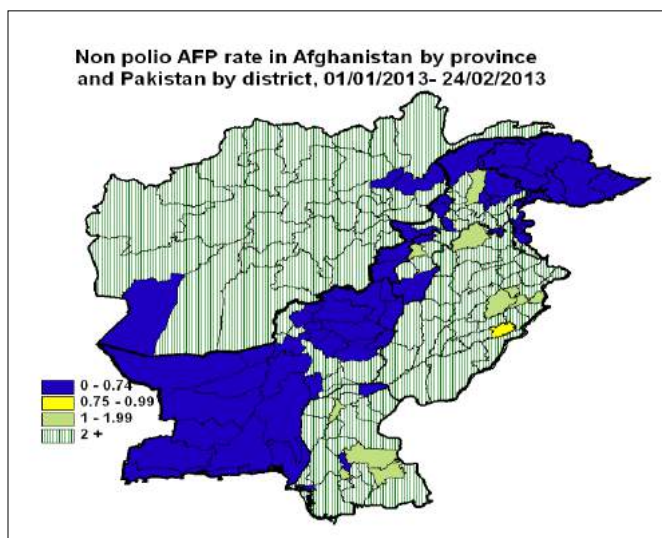 Non polio AFP rate in Afghanistan by province
and Pakistan by district, 01/01/2013- 24/02/2013
0 - 0.74
0.75 - 0.99
1 - 1.99
2 +